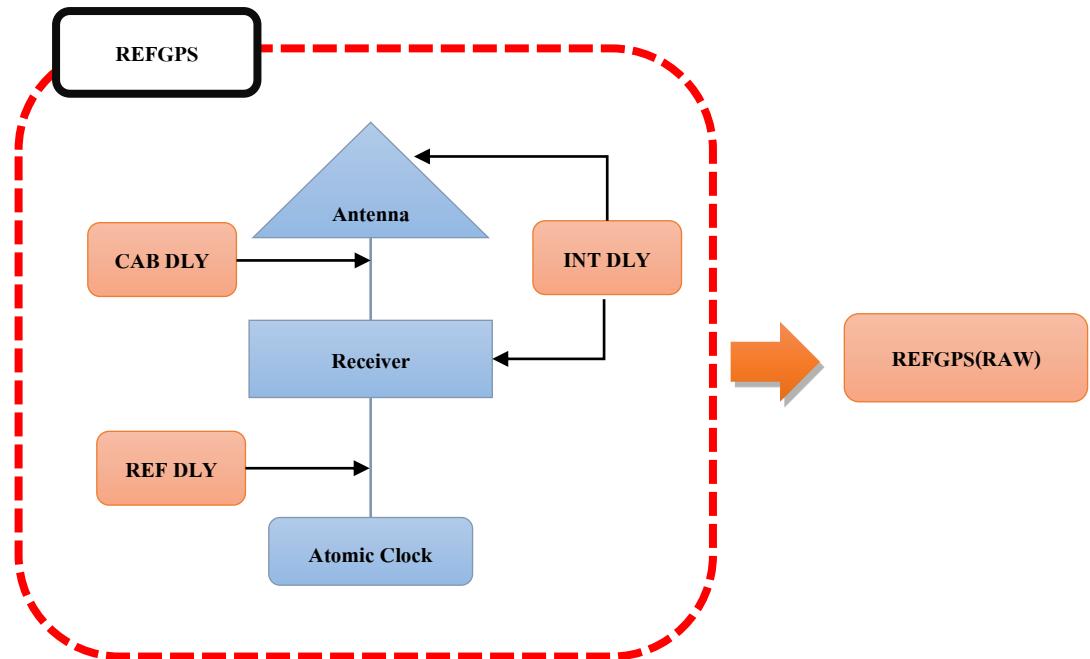 REFGPS
Antenna
CAB DLY
INT DLY
Receiver
REFGPS(RAW)
REF DLY
Atomic Clock